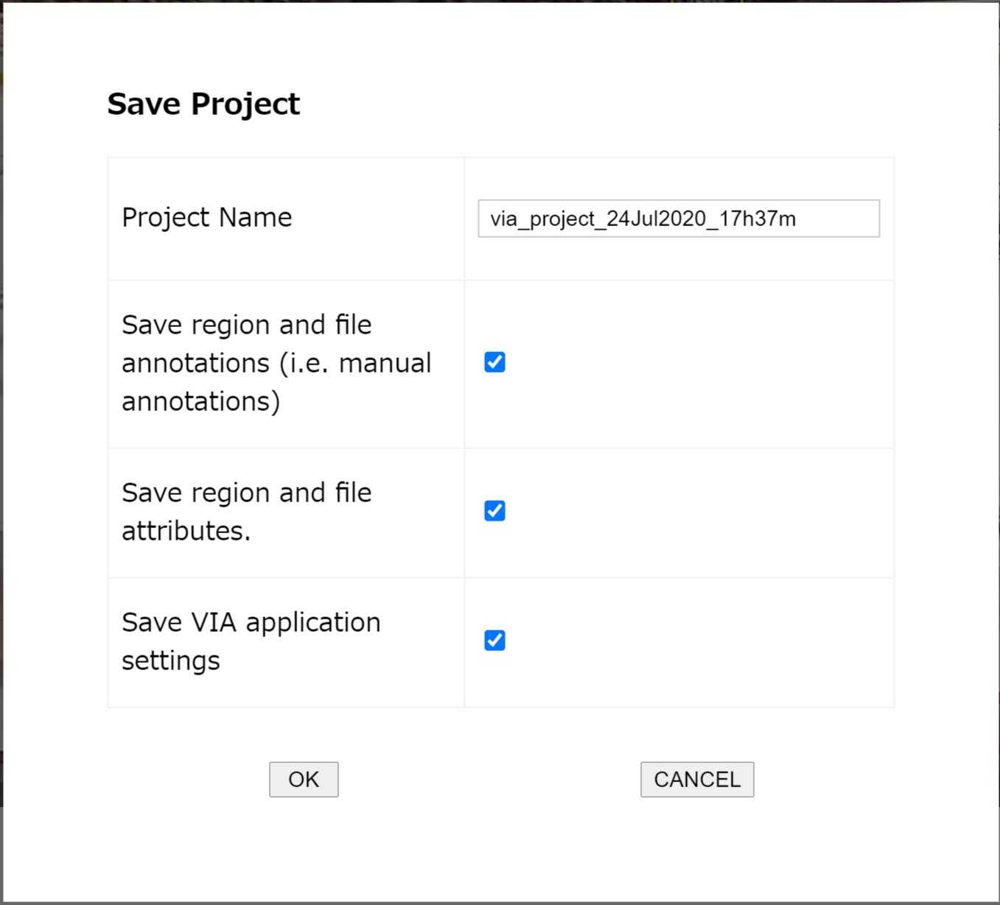 Save Project
Project Name
via_project_24Jul2020_17h37m
Save region and file
annotations (i.e. manual
annotations)
Save region and file
attributes.
Save VIA application
settings
OK
CANCEL